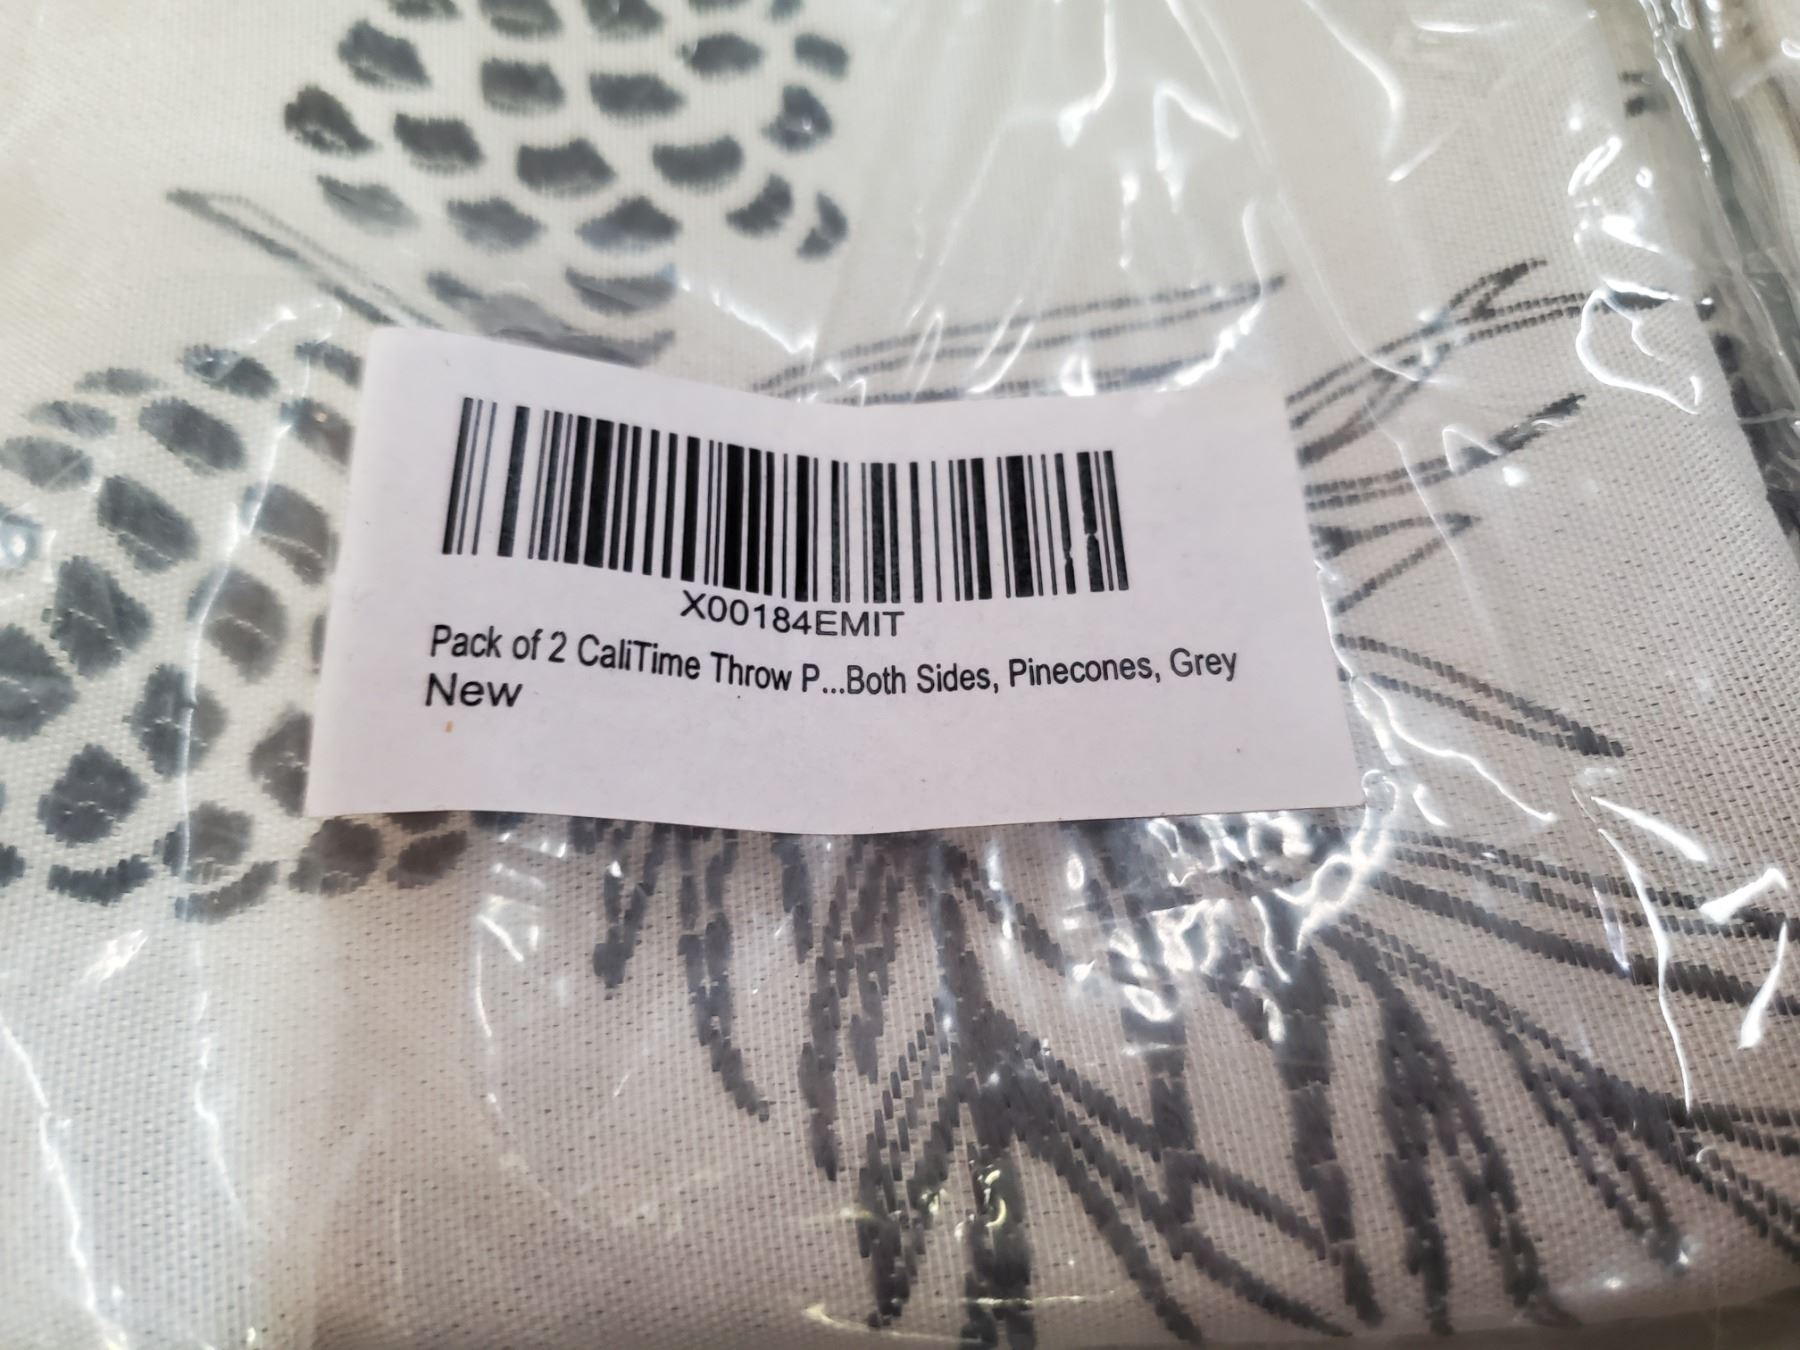 X00184EMIT
Pack of 2 CaliTime Throw P...Both Sides, Pinecones, Grey
New